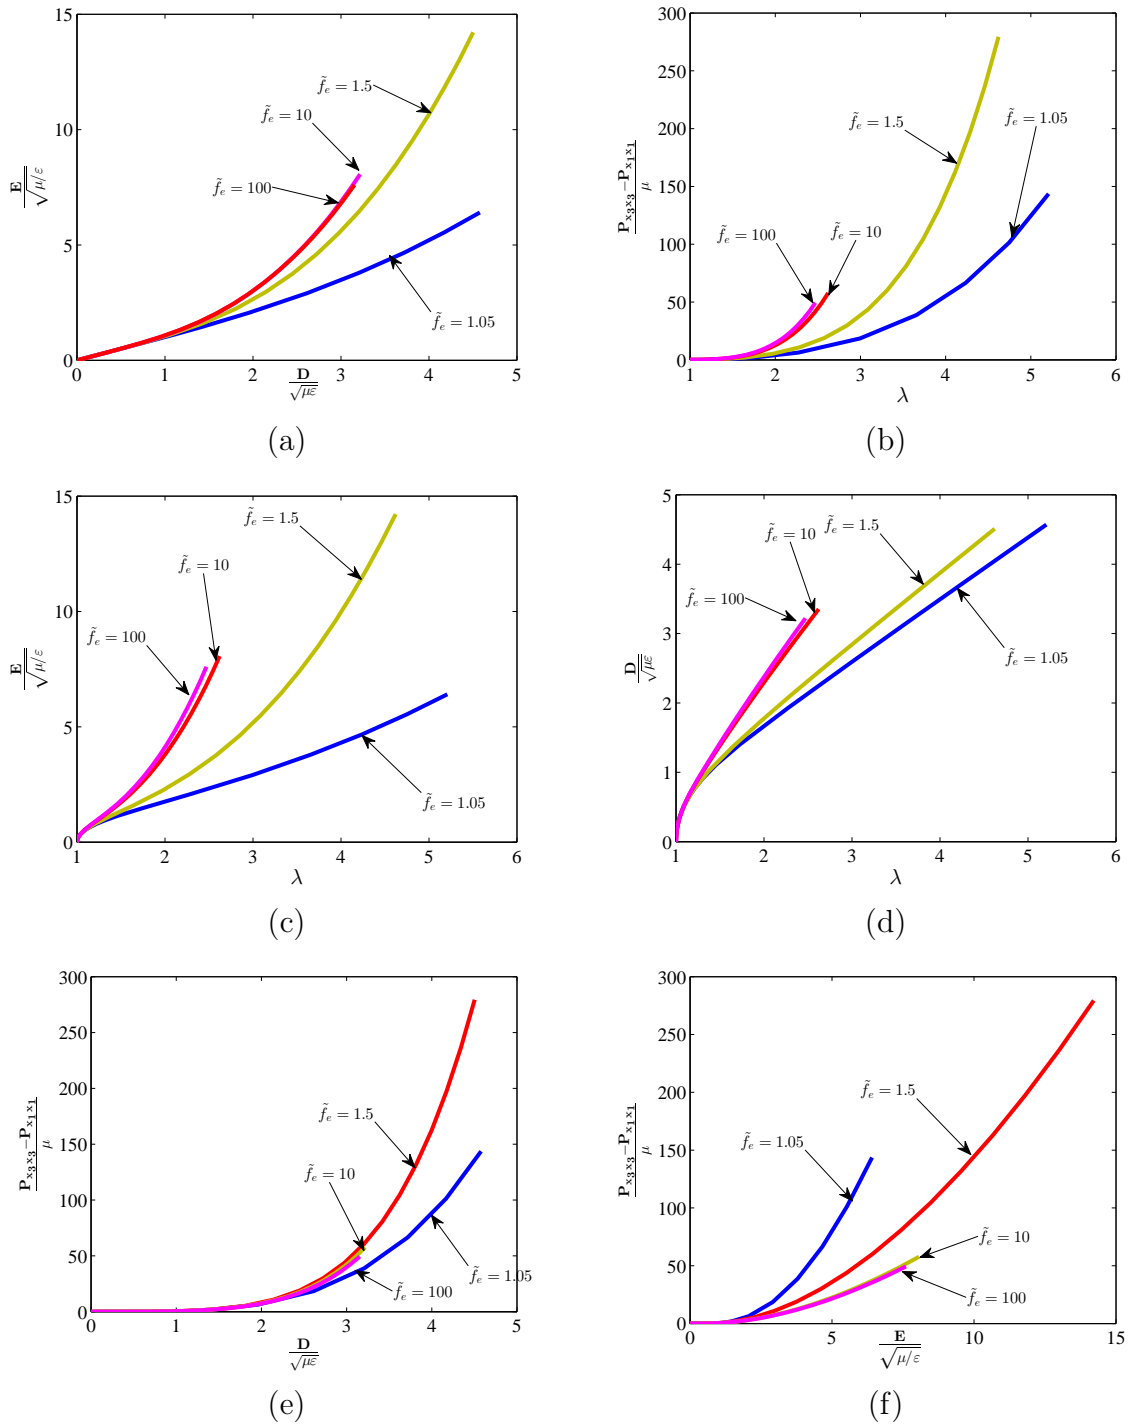 15
10
5
0
0
1
2
3
4
5
E / √(μ/ε)
D / √(με)
f̃e = 1.5
f̃e = 10
f̃e = 100
f̃e = 1.05
(a)
300
250
200
150
100
50
0
1
2
3
4
5
6
Px3x3 − Px1x1 / μ
λ
f̃e = 1.05
f̃e = 1.5
f̃e = 100
f̃e = 10
(b)
15
10
5
0
1
2
3
4
5
6
E / √(μ/ε)
λ
f̃e = 1.5
f̃e = 10
f̃e = 100
f̃e = 1.05
(c)
5
4
3
2
1
0
1
2
3
4
5
6
D / √(με)
λ
f̃e = 1.5
f̃e = 10
f̃e = 100
f̃e = 1.05
(d)
300
250
200
150
100
50
0
0
1
2
3
4
5
Px3x3 − Px1x1 / μ
D / √(με)
f̃e = 1.5
f̃e = 10
f̃e = 1.05
f̃e = 100
(e)
300
250
200
150
100
50
0
0
5
10
15
Px3x3 − Px1x1 / μ
E / √(μ/ε)
f̃e = 1.5
f̃e = 1.05
f̃e = 10
f̃e = 100
(f)